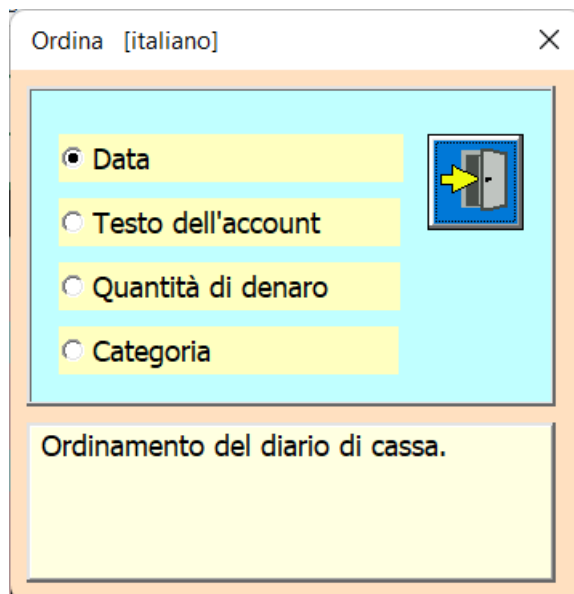 Ordina [italiano]
Data
Testo dell'account
Quantità di denaro
Categoria
Ordinamento del diario di cassa.